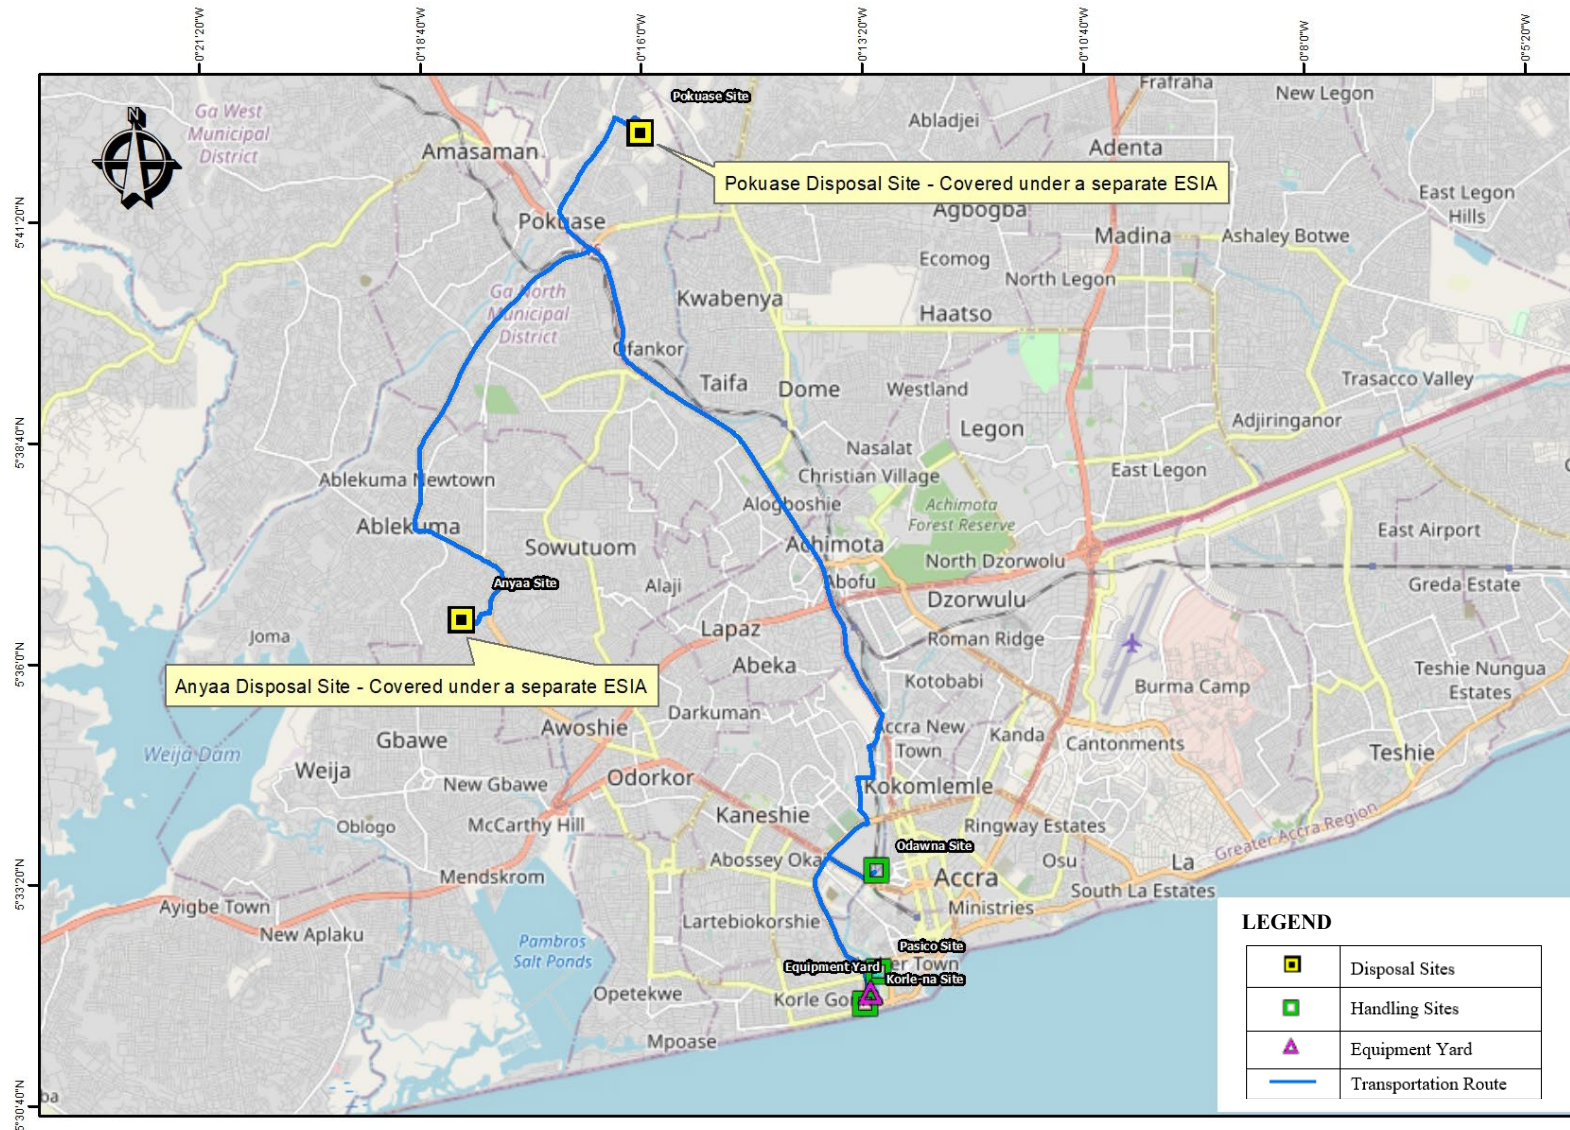 0°21'20"W
0°18'40"W
0°16'0"W
0°13'20"W
0°10'40"W
0°8'0"W
0°5'20"W
5°41'20"N
5°38'40"N
5°36'0"N
5°33'20"N
5°30'40"N
N
Ga West
Municipal
District
Amasaman
Pokuase Site
Abladjei
Frafraha
New Legon
Adenta
Pokuase Disposal Site - Covered under a separate ESIA
Agbogba
East Legon
Hills
Pokuase
Madina
Ashaley Botwe
Ecomog
North Legon
Ga North
Municipal
District
Kwabenya
Haatso
Ofankor
Taifa
Dome
Westland
Trasacco Valley
Legon
Adjiringanor
Nasalat
Christian Village
East Legon
Ablekuma Newtown
Alogboshie
Achimota
Forest Reserve
Ablekuma
Sowutuom
Achimota
East Airport
North Dzorwolu
Anyaa Site
Alaji
Abofu
Greda Estate
Dzorwulu
Joma
Lapaz
Roman Ridge
Abeka
Kotobabi
Burma Camp
Teshie Nungua
Estates
Anyaa Disposal Site - Covered under a separate ESIA
Darkuman
Awoshie
Accra New
Town
Kanda
Cantonments
Teshie
Gbawe
Weija Dam
Weija
New Gbawe
Odorkor
Kokomlemle
Kaneshie
Oblogo
McCarthy Hill
Ringway Estates
Greater Accra Region
Odawna Site
Abossey Okai
Osu
La
Mendskrom
Accra
South La Estates
Ayigbe Town
Ministries
New Aplaku
Lartebiokorshie
Pambros
Salt Ponds
Pasico Site
Equipment Yard
er Town
Korle-na Site
Opetekwe
Korle Go
Mpoase
ba
LEGEND
Disposal Sites
Handling Sites
Equipment Yard
Transportation Route